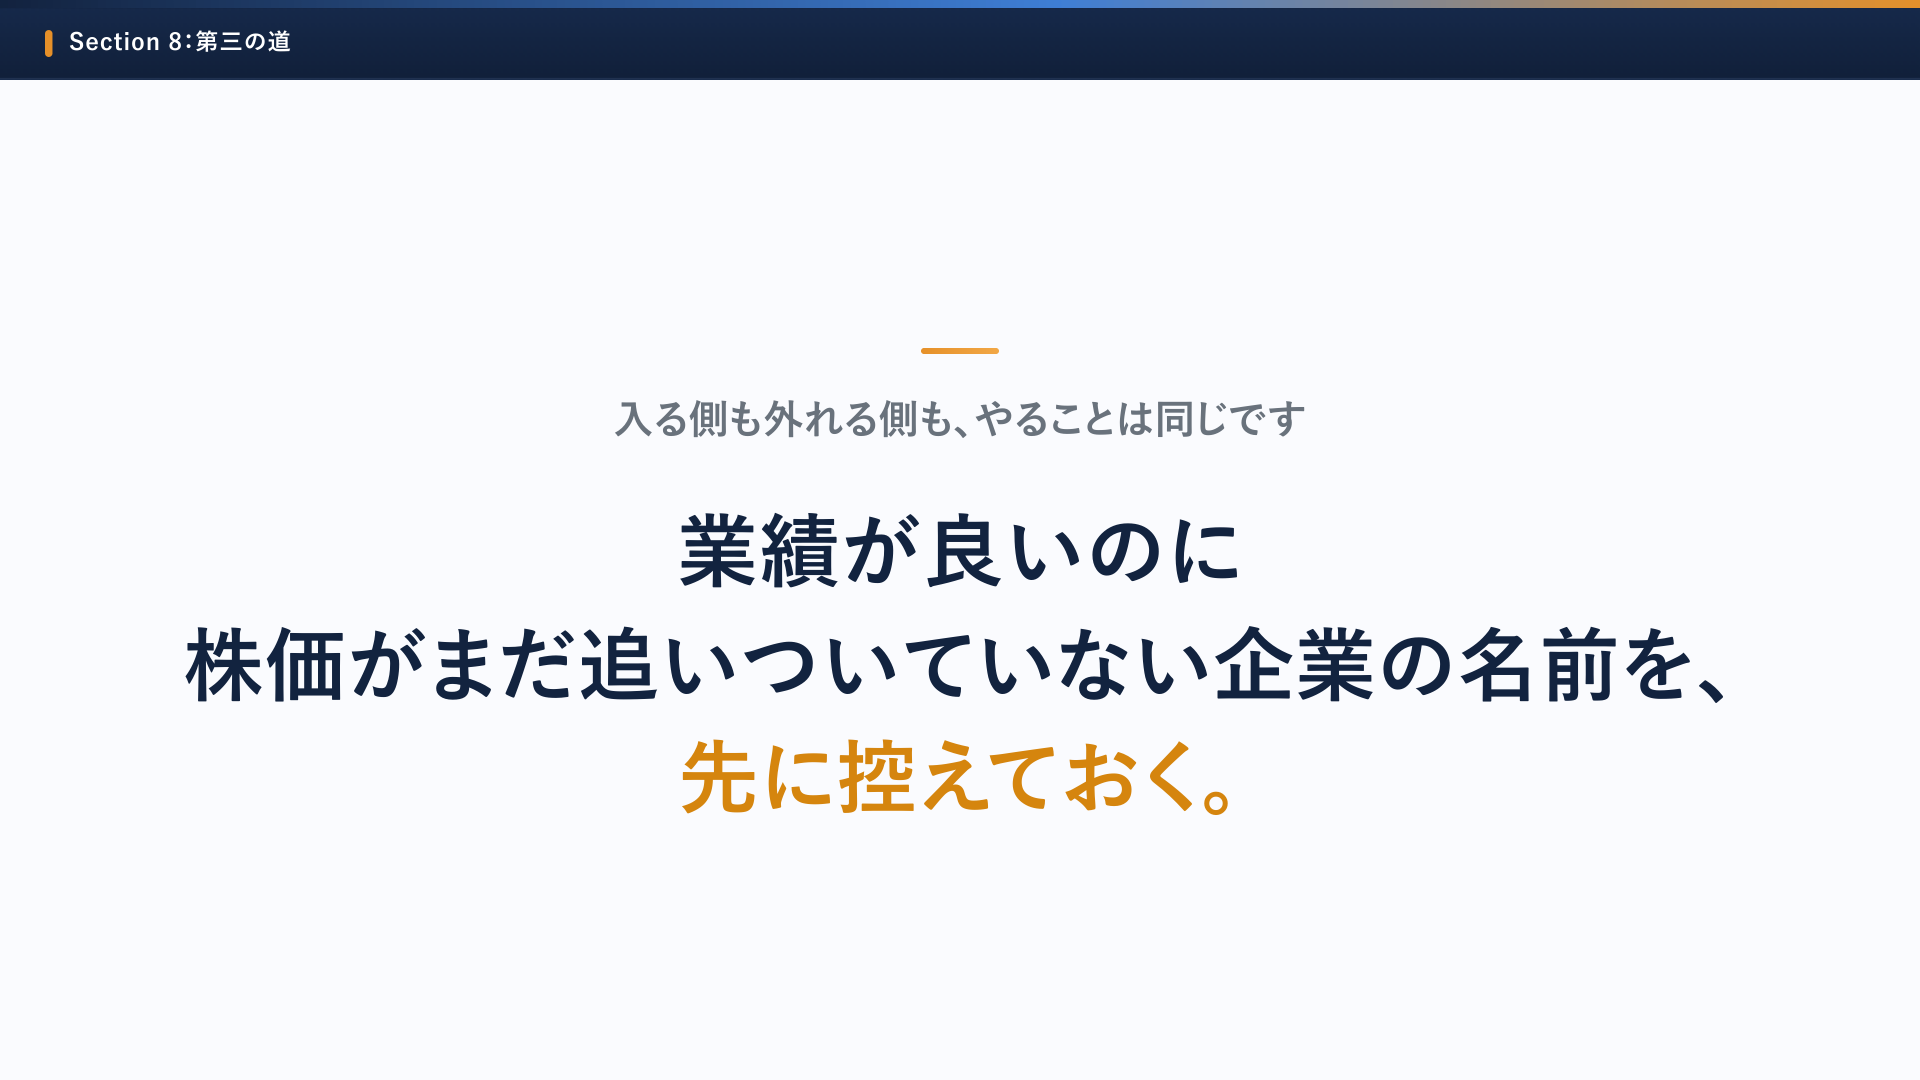 Section 8：第三の道
入る側も外れる側も、やることは同じです
業績が良いのに
株価がまだ追いついていない企業の名前を、
先に控えておく。